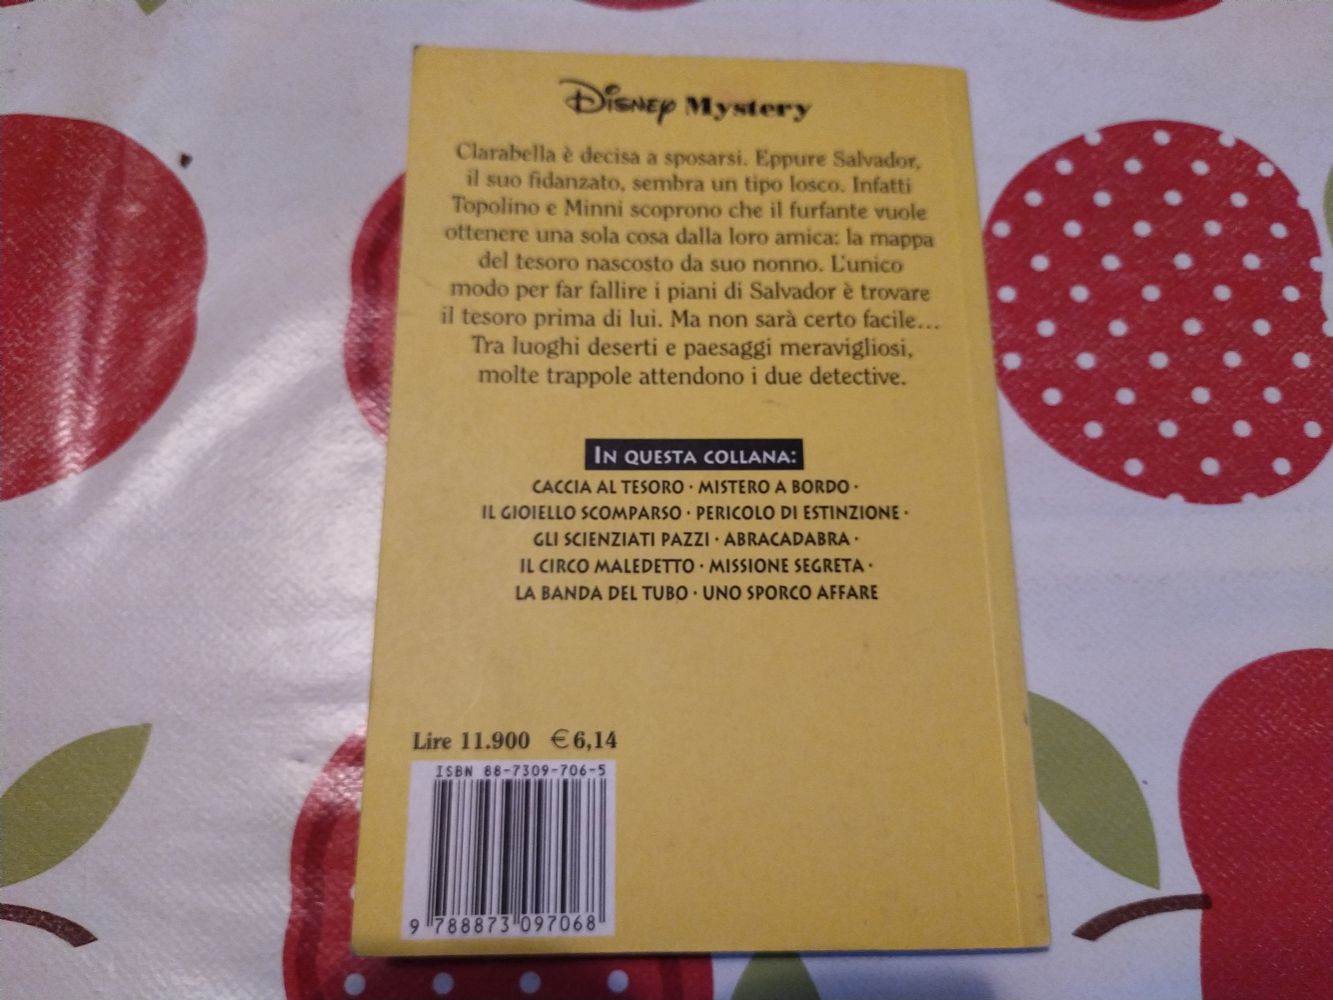 Disney Mystery
Clarabella è decisa a sposarsi. Eppure Salvador,
il suo fidanzato, sembra un tipo losco. Infatti
Topolino e Minni scoprono che il furfante vuole
ottenere una sola cosa dalla loro amica: la mappa
del tesoro nascosto da suo nonno. L'unico
modo per far fallire i piani di Salvador è trovare
il tesoro prima di lui. Ma non sarà certo facile...
Tra luoghi deserti e paesaggi meravigliosi,
molte trappole attendono i due detective.
IN QUESTA COLLANA:
CACCIA AL TESORO · MISTERO A BORDO ·
IL GIOIELLO SCOMPARSO · PERICOLO DI ESTINZIONE ·
GLI SCIENZIATI PAZZI · ABRACADABRA ·
IL CIRCO MALEDETTO · MISSIONE SEGRETA ·
LA BANDA DEL TUBO · UNO SPORCO AFFARE
Lire 11.900 €6,14
ISBN 88-7309-706-5
9 788873 097068